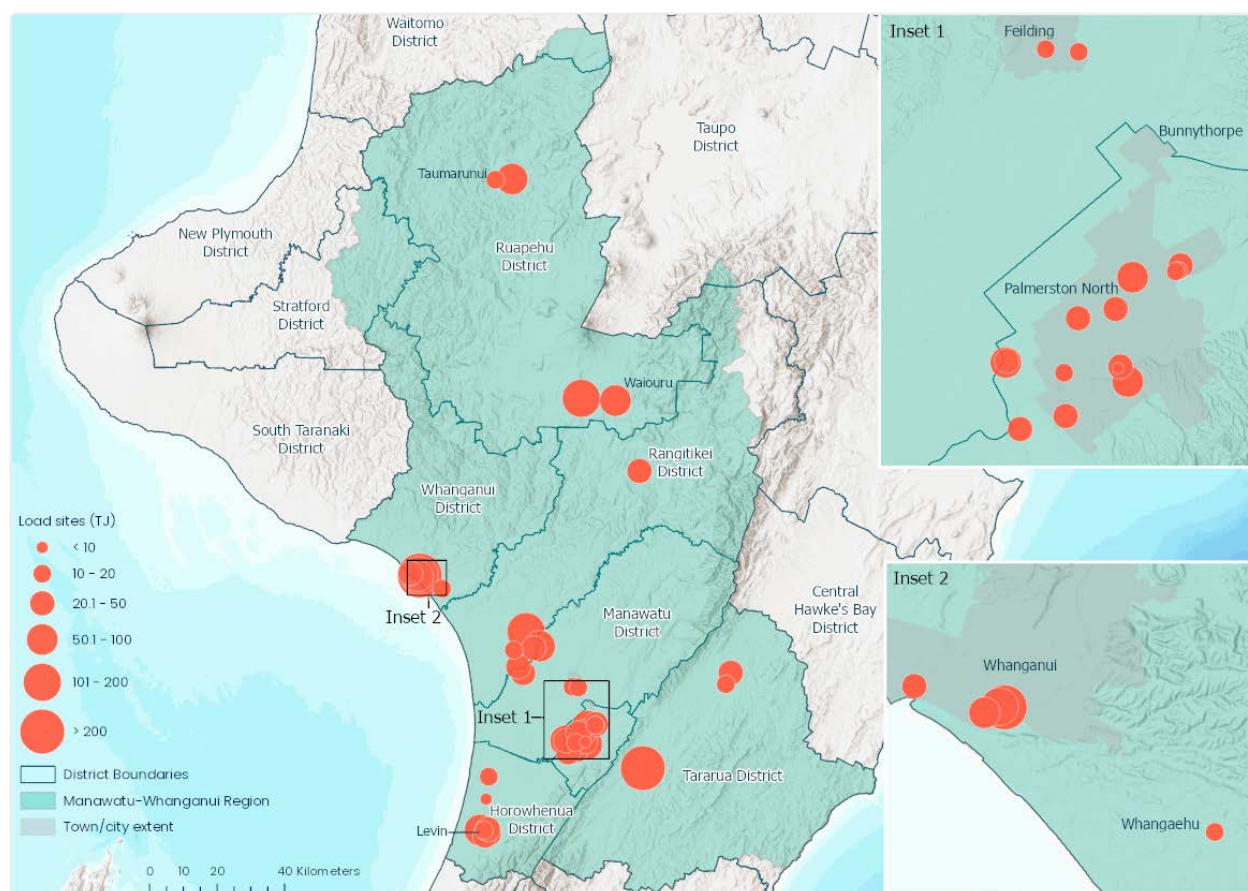 Waitomo
District
Taupo
District
Taumarunui
New Plymouth
District
Ruapehu
District
Stratford
District
Waiouru
South Taranaki
District
Rangitikei
District
Whanganui
District
Load sites (TJ)
< 10
10 - 20
20.1 - 50
50.1 - 100
101 - 200
> 200
District Boundaries
Manawatu-Whanganui Region
Town/city extent
0 20 40 Kilometers
Inset 2
Manawatu
District
Central
Hawke's Bay
District
Inset 1
Tararua District
Horowhenua
District
Levin
Inset 1
Feilding
Bunnythorpe
Palmerston North
Inset 2
Whanganui
Whangaehu